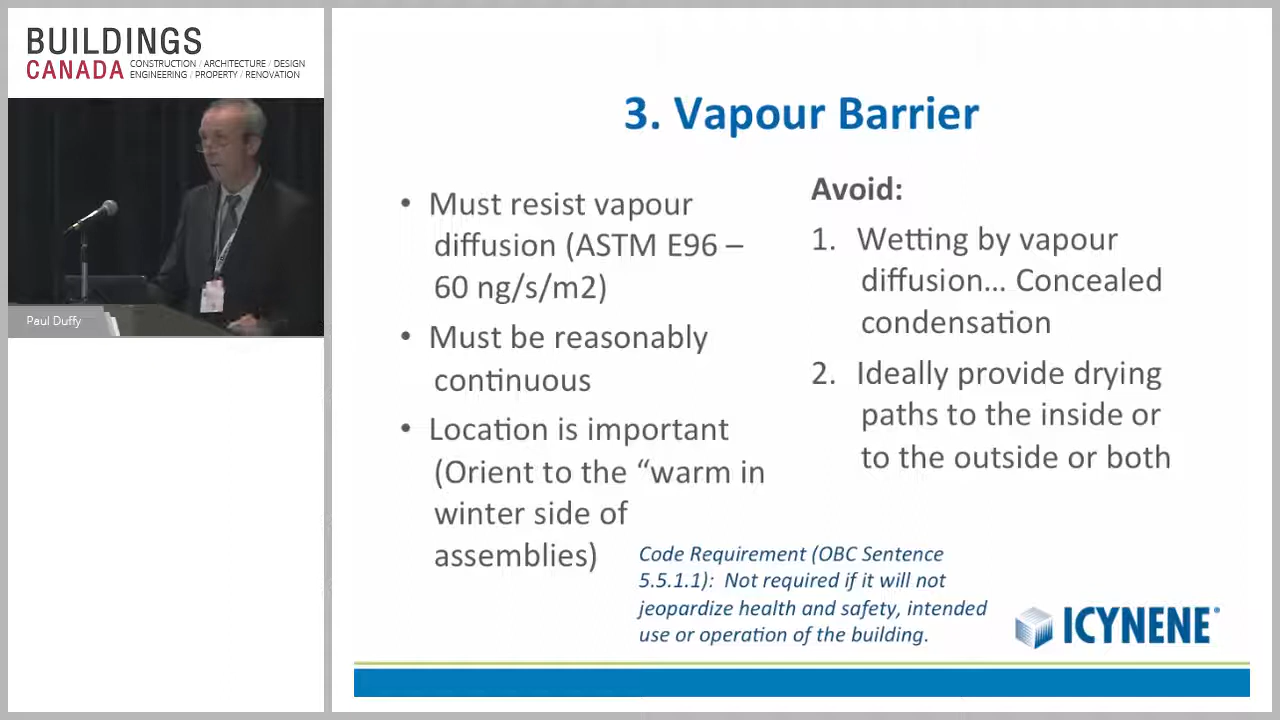 BUILDINGS
CANADA CONSTRUCTION / ARCHITECTURE / DESIGN
ENGINEERING / PROPERTY / RENOVATION
Paul Duffy
3. Vapour Barrier
• Must resist vapour
diffusion (ASTM E96 –
60 ng/s/m2)
• Must be reasonably
continuous
• Location is important
(Orient to the “warm in
winter side of
assemblies)
Avoid:
1. Wetting by vapour
diffusion... Concealed
condensation
2. Ideally provide drying
paths to the inside or
to the outside or both
Code Requirement (OBC Sentence
5.5.1.1): Not required if it will not
jeopardize health and safety, intended
use or operation of the building.
ICYNENE®